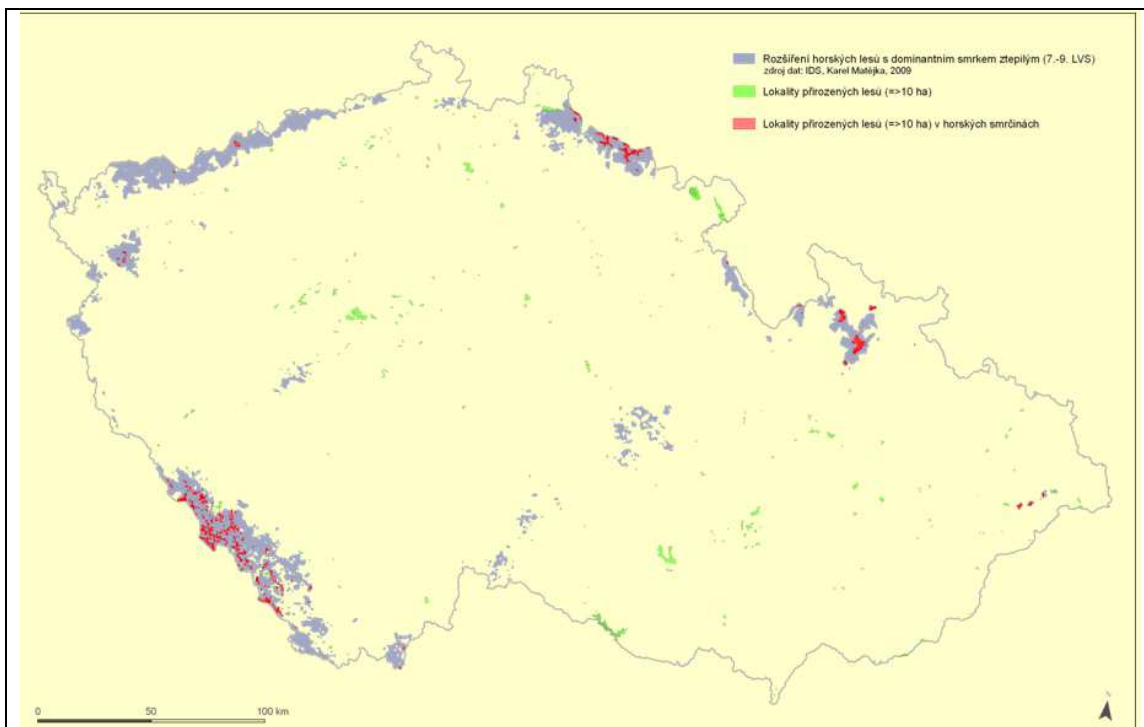 Rozšíření horských lesů s dominantním smrkem ztepilým (7.-9. LVS)
zdroj dat: IDS, Karel Matějka, 2009
Lokality přirozených lesů (=>10 ha)
Lokality přirozených lesů (=>10 ha) v horských smrčinách
0 50 100 km